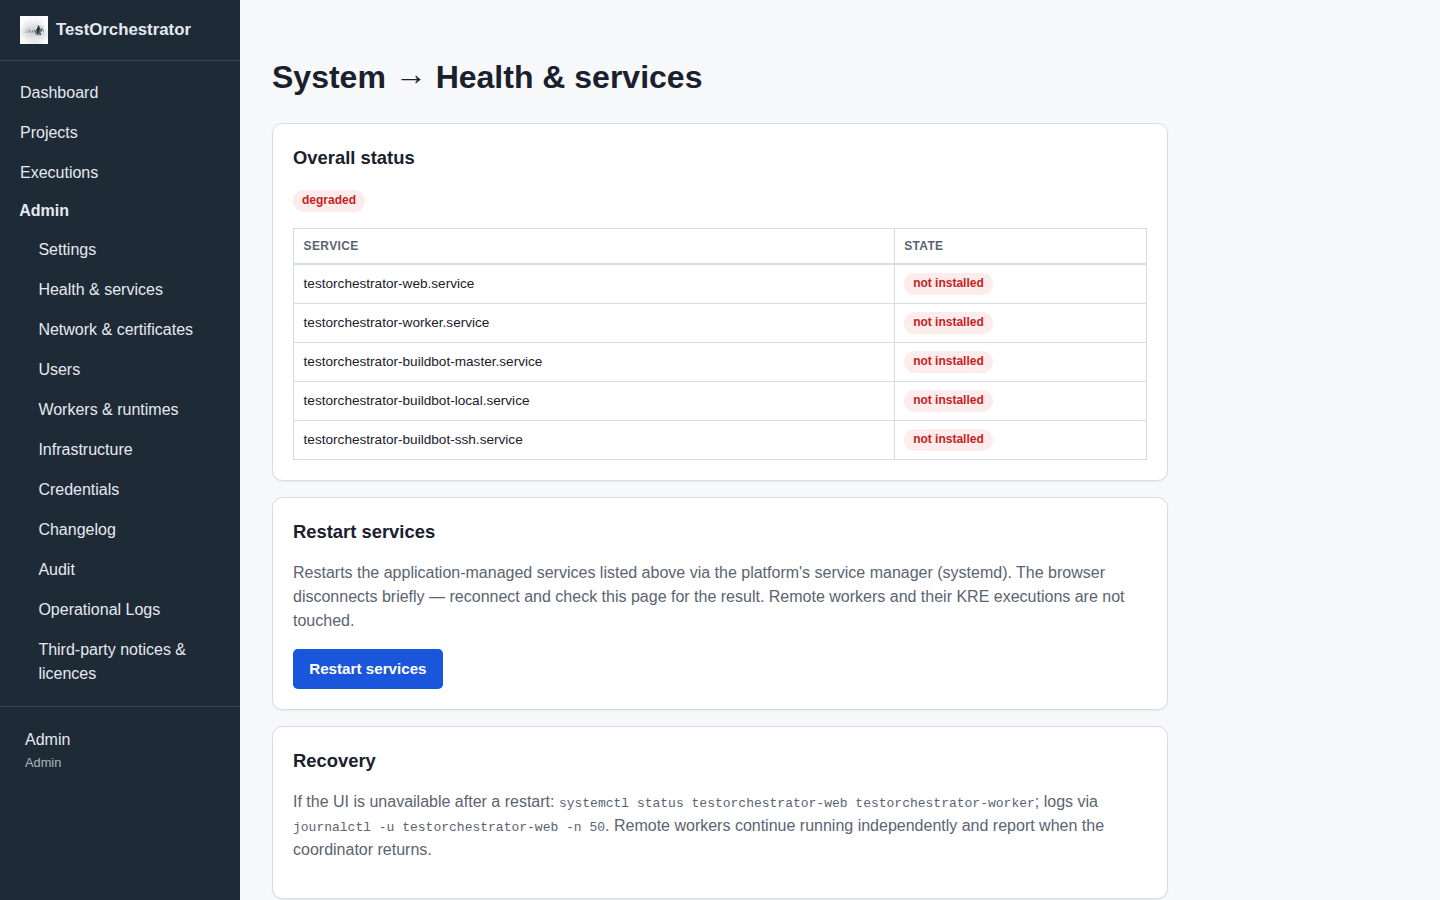 TestOrchestrator
Dashboard
Projects
Executions
Admin
Settings
Health & services
Network & certificates
Users
Workers & runtimes
Infrastructure
Credentials
Changelog
Audit
Operational Logs
Third-party notices &
licences
Admin
Admin
System → Health & services
Overall status
degraded
SERVICE STATE
testorchestrator-web.service not installed
testorchestrator-worker.service not installed
testorchestrator-buildbot-master.service not installed
testorchestrator-buildbot-local.service not installed
testorchestrator-buildbot-ssh.service not installed
Restart services
Restarts the application-managed services listed above via the platform's service manager (systemd). The browser
disconnects briefly — reconnect and check this page for the result. Remote workers and their KRE executions are not
touched.
Restart services
Recovery
If the UI is unavailable after a restart: systemctl status testorchestrator-web testorchestrator-worker; logs via
journalctl -u testorchestrator-web -n 50. Remote workers continue running independently and report when the
coordinator returns.